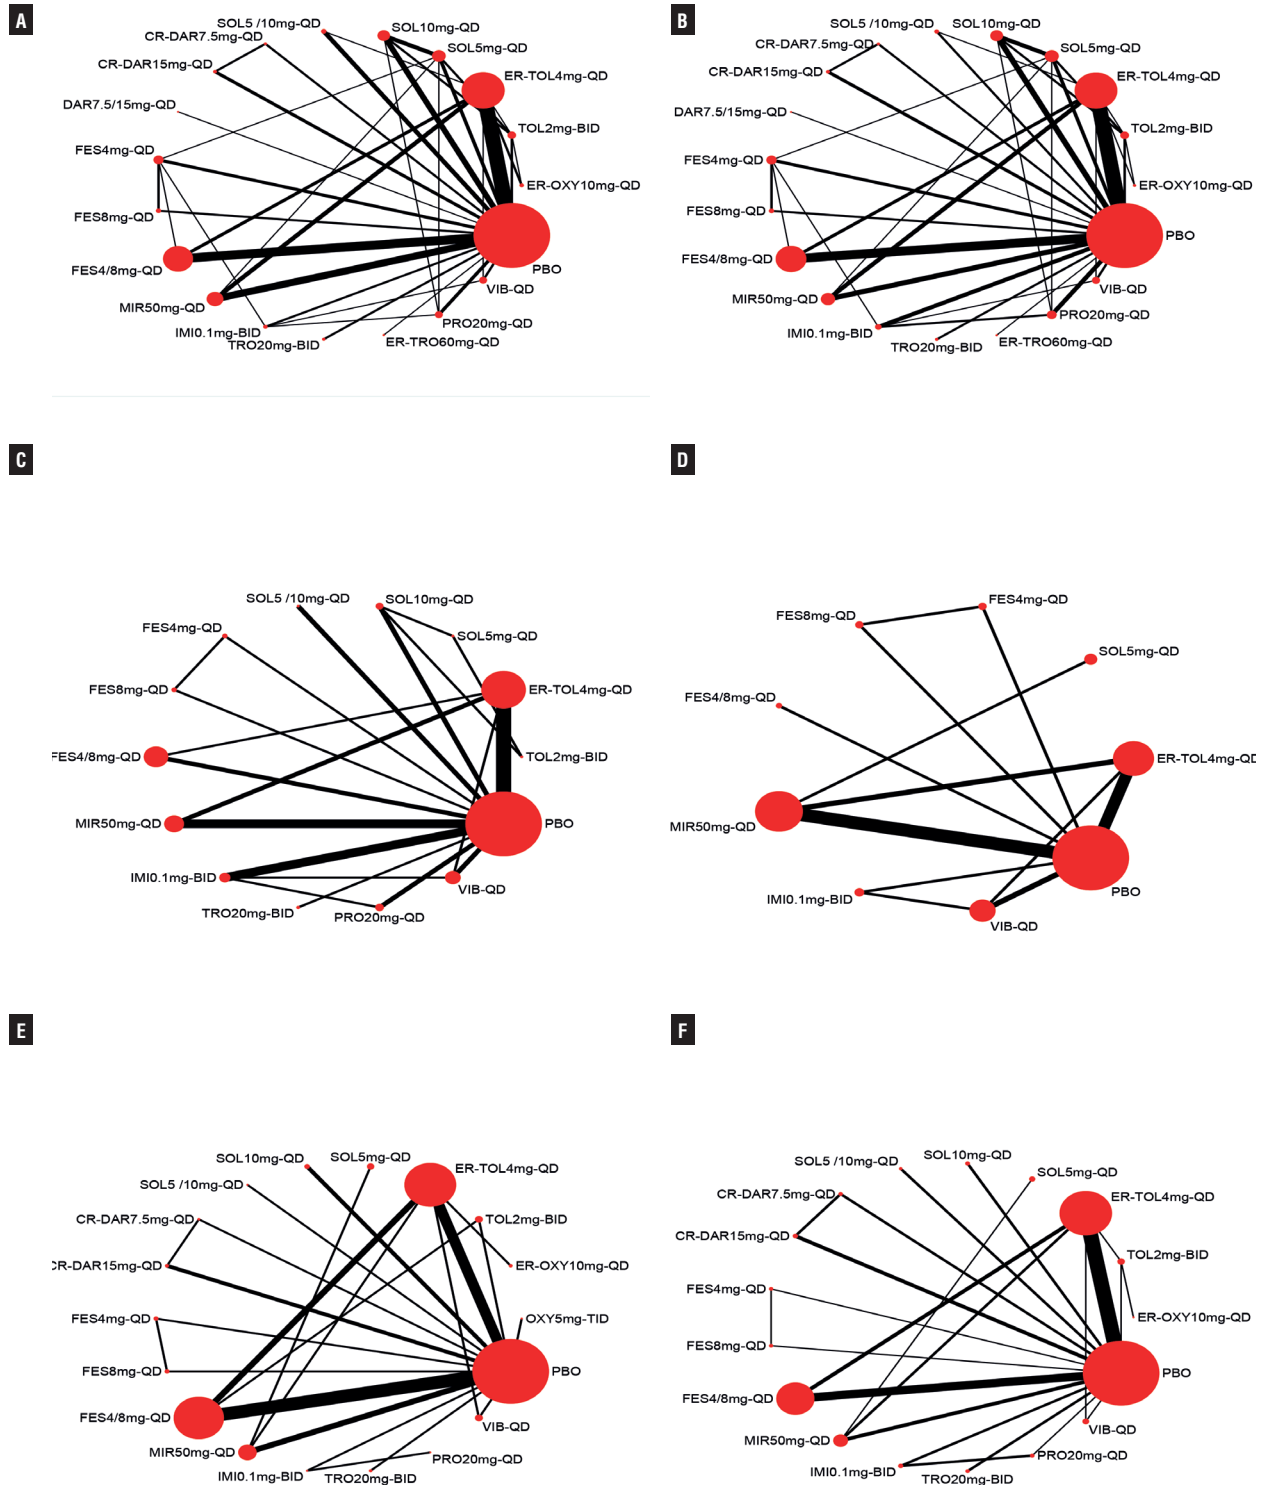 A
SOL5 /10mg-QD
SOL10mg-QD
CR-DAR7.5mg-QD
SOL5mg-QD
CR-DAR15mg-QD
ER-TOL4mg-QD
DAR7.5/15mg-QD
TOL2mg-BID
FES4mg-QD
ER-OXY10mg-QD
FES8mg-QD
FES4/8mg-QD
PBO
MIR50mg-QD
VIB-QD
IMI0.1mg-BID
PRO20mg-QD
TRO20mg-BID
ER-TRO60mg-QD
B
SOL5 /10mg-QD
SOL10mg-QD
CR-DAR7.5mg-QD
SOL5mg-QD
CR-DAR15mg-QD
ER-TOL4mg-QD
DAR7.5/15mg-QD
TOL2mg-BID
FES4mg-QD
ER-OXY10mg-QD
FES8mg-QD
PBO
FES4/8mg-QD
VIB-QD
MIR50mg-QD
PRO20mg-QD
IMI0.1mg-BID
TRO20mg-BID
ER-TRO60mg-QD
C
SOL5 /10mg-QD
SOL10mg-QD
FES4mg-QD
SOL5mg-QD
FES8mg-QD
ER-TOL4mg-QD
FES4/8mg-QD
TOL2mg-BID
MIR50mg-QD
PBO
IMI0.1mg-BID
VIB-QD
TRO20mg-BID
PRO20mg-QD
D
FES4mg-QD
FES8mg-QD
SOL5mg-QD
FES4/8mg-QD
ER-TOL4mg-QD
MIR50mg-QD
PBO
IMI0.1mg-BID
VIB-QD
E
SOL10mg-QD
SOL5mg-QD
ER-TOL4mg-QD
SOL5 /10mg-QD
CR-DAR7.5mg-QD
TOL2mg-BID
CR-DAR15mg-QD
ER-OXY10mg-QD
FES4mg-QD
OXY5mg-TID
FES8mg-QD
PBO
FES4/8mg-QD
VIB-QD
MIR50mg-QD
PRO20mg-QD
IMI0.1mg-BID
TRO20mg-BID
F
SOL5 /10mg-QD
SOL10mg-QD
SOL5mg-QD
CR-DAR7.5mg-QD
ER-TOL4mg-QD
CR-DAR15mg-QD
TOL2mg-BID
FES4mg-QD
ER-OXY10mg-QD
FES8mg-QD
PBO
FES4/8mg-QD
VIB-QD
MIR50mg-QD
PRO20mg-QD
IMI0.1mg-BID
TRO20mg-BID